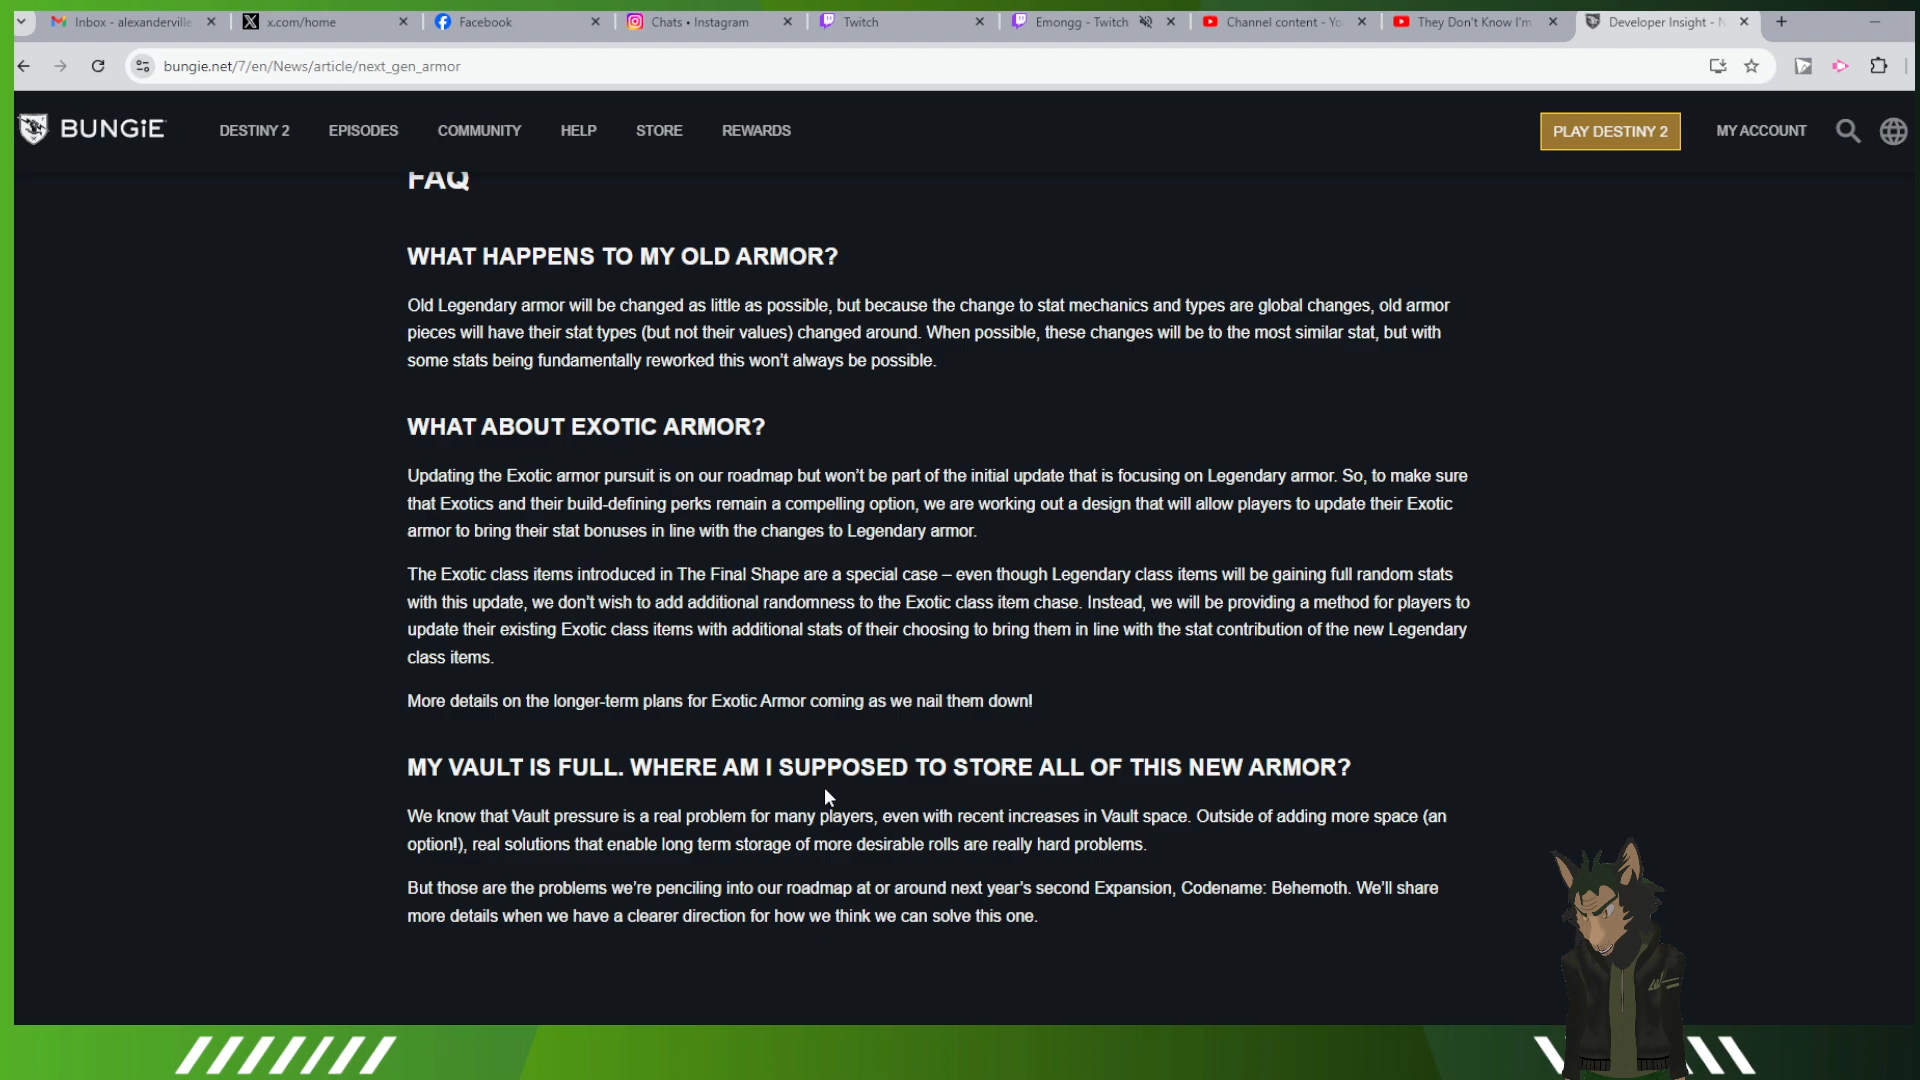 Inbox - alexanderville
x.com/home
Facebook
Chats • Instagram
Twitch
Emongg - Twitch
Channel content - Yo
They Don't Know I'm
Developer Insight - N
bungie.net/7/en/News/article/next_gen_armor
BUNGiE
DESTINY 2
EPISODES
COMMUNITY
HELP
STORE
REWARDS
PLAY DESTINY 2
MY ACCOUNT
FAQ
WHAT HAPPENS TO MY OLD ARMOR?
Old Legendary armor will be changed as little as possible, but because the change to stat mechanics and types are global changes, old armor
pieces will have their stat types (but not their values) changed around. When possible, these changes will be to the most similar stat, but with
some stats being fundamentally reworked this won't always be possible.
WHAT ABOUT EXOTIC ARMOR?
Updating the Exotic armor pursuit is on our roadmap but won't be part of the initial update that is focusing on Legendary armor. So, to make sure
that Exotics and their build-defining perks remain a compelling option, we are working out a design that will allow players to update their Exotic
armor to bring their stat bonuses in line with the changes to Legendary armor.
The Exotic class items introduced in The Final Shape are a special case – even though Legendary class items will be gaining full random stats
with this update, we don't wish to add additional randomness to the Exotic class item chase. Instead, we will be providing a method for players to
update their existing Exotic class items with additional stats of their choosing to bring them in line with the stat contribution of the new Legendary
class items.
More details on the longer-term plans for Exotic Armor coming as we nail them down!
MY VAULT IS FULL. WHERE AM I SUPPOSED TO STORE ALL OF THIS NEW ARMOR?
We know that Vault pressure is a real problem for many players, even with recent increases in Vault space. Outside of adding more space (an
option!), real solutions that enable long term storage of more desirable rolls are really hard problems.
But those are the problems we're penciling into our roadmap at or around next year's second Expansion, Codename: Behemoth. We'll share
more details when we have a clearer direction for how we think we can solve this one.